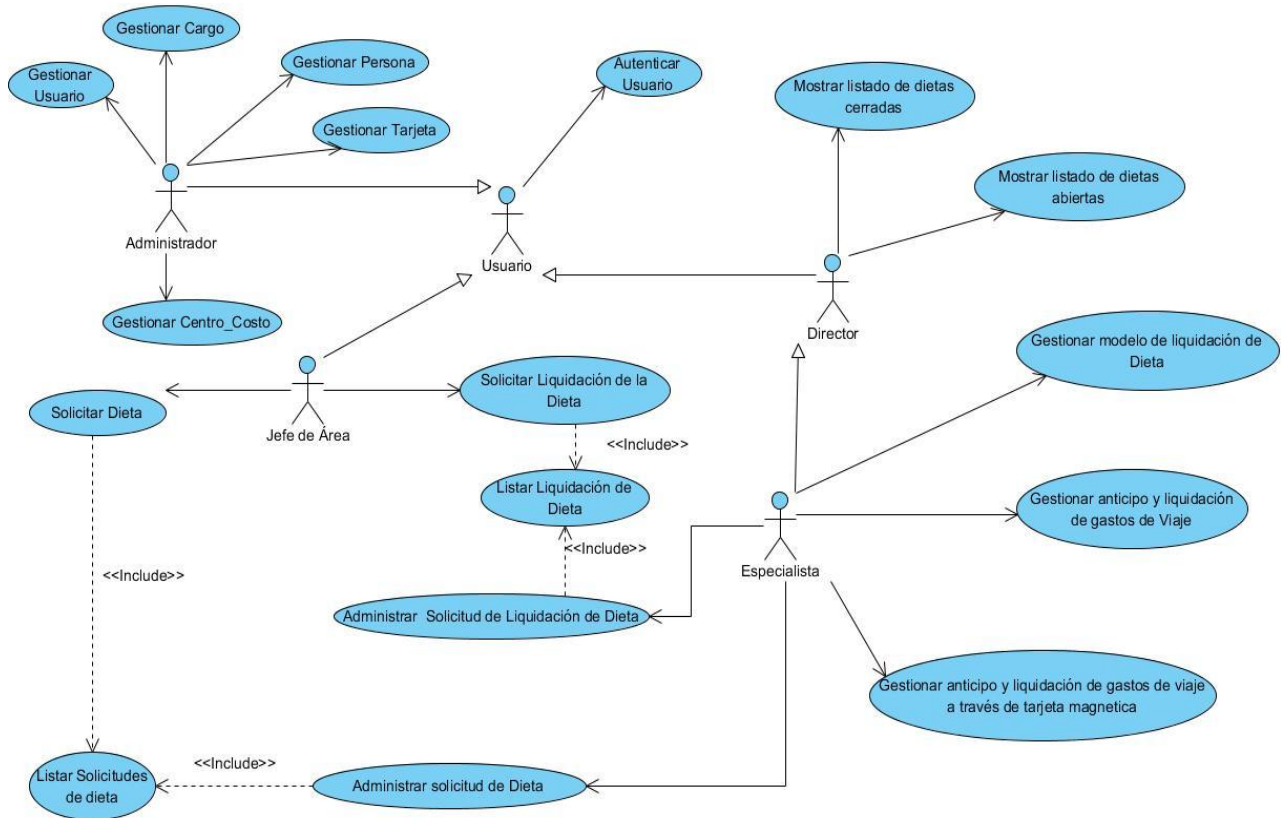 Gestionar Cargo
Gestionar Persona
Gestionar
Usuario
Autenticar
Usuario
Mostrar listado de dietas
cerradas
Gestionar Tarjeta
Mostrar listado de dietas
abiertas
Administrador
Usuario
Gestionar Centro_Costo
Director
Gestionar modelo de liquidación de
Dieta
Solicitar Dieta
Jefe de Área
Solicitar Liquidación de la
Dieta
<<Include>>
Listar Liquidación de
Dieta
Gestionar anticipo y liquidación
de gastos de Viaje
<<Include>>
<<Include>>
Especialista
Administrar Solicitud de Liquidación de Dieta
Gestionar anticipo y liquidación de gastos de viaje
a través de tarjeta magnetica
<<Include>>
Listar Solicitudes
de dieta
Administrar solicitud de Dieta